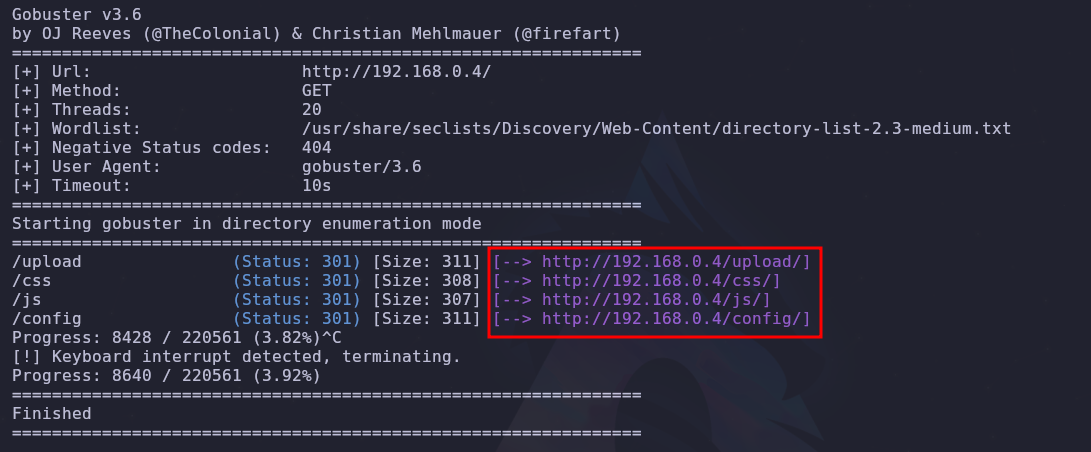 Gobuster v3.6
by OJ Reeves (@TheColonial) & Christian Mehlmauer (@firefart)
===============================================================
[+] Url:                     http://192.168.0.4/
[+] Method:                  GET
[+] Threads:                 20
[+] Wordlist:                /usr/share/seclists/Discovery/Web-Content/directory-list-2.3-medium.txt
[+] Negative Status codes:   404
[+] User Agent:              gobuster/3.6
[+] Timeout:                 10s
===============================================================
Starting gobuster in directory enumeration mode
===============================================================
/upload               (Status: 301) [Size: 311] [--> http://192.168.0.4/upload/]
/css                  (Status: 301) [Size: 308] [--> http://192.168.0.4/css/]
/js                   (Status: 301) [Size: 307] [--> http://192.168.0.4/js/]
/config               (Status: 301) [Size: 311] [--> http://192.168.0.4/config/]
Progress: 8428 / 220561 (3.82%)^C
[!] Keyboard interrupt detected, terminating.
Progress: 8640 / 220561 (3.92%)
===============================================================
Finished
===============================================================